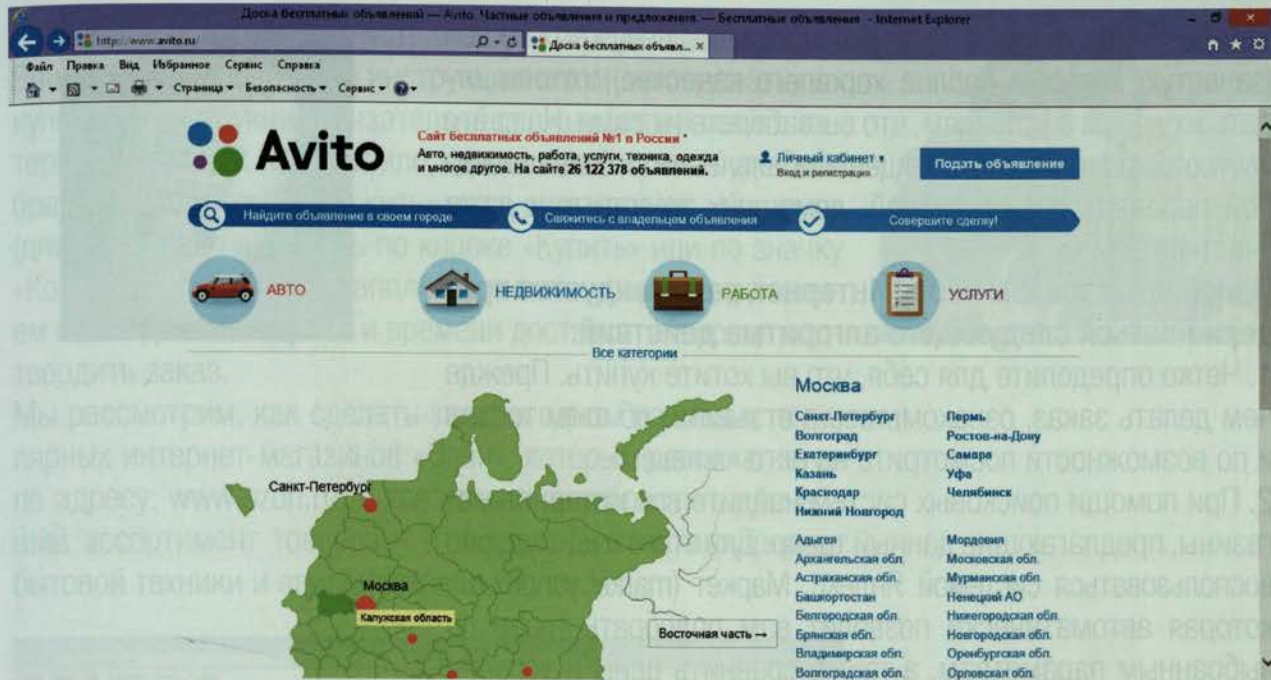 Доска бесплатных объявлений — Avito. Частные объявления и предложения. — Бесплатные объявления - Internet Explorer
http://www.avito.ru/
Доска бесплатных объявл... ×
Файл Правка Вид Избранное Сервис Справка
Страница Безопасность Сервис
Avito
Сайт бесплатных объявлений №1 в России *
Авто, недвижимость, работа, услуги, техника, одежда
и многое другое. На сайте 26 122 378 объявлений.
Личный кабинет
Вход и регистрация
Подать объявление
Найдите объявление в своем городе
Свяжитесь с владельцем объявления
Совершите сделку!
АВТО
НЕДВИЖИМОСТЬ
РАБОТА
УСЛУГИ
Все категории
Санкт-Петербург
Москва
Калужская область
Восточная часть →
Москва
Санкт-Петербург
Волгоград
Екатеринбург
Казань
Краснодар
Нижний Новгород
Пермь
Ростов-на-Дону
Самара
Уфа
Челябинск
Адыгея
Архангельская обл.
Астраханская обл.
Башкортостан
Белгородская обл.
Брянская обл.
Владимирская обл.
Волгоградская обл.
Мордовия
Московская обл.
Мурманская обл.
Ненецкий АО
Нижегородская обл.
Новгородская обл.
Оренбургская обл.
Орловская обл.